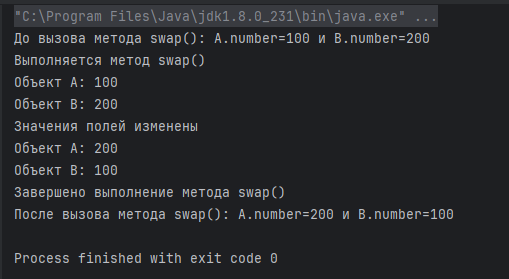 "C:\Program Files\Java\jdk1.8.0_231\bin\java.exe" ...
До вызова метода swap(): A.number=100 и B.number=200
Выполняется метод swap()
Объект A: 100
Объект B: 200
Значения полей изменены
Объект A: 200
Объект B: 100
Завершено выполнение метода swap()
После вызова метода swap(): A.number=200 и B.number=100
Process finished with exit code 0